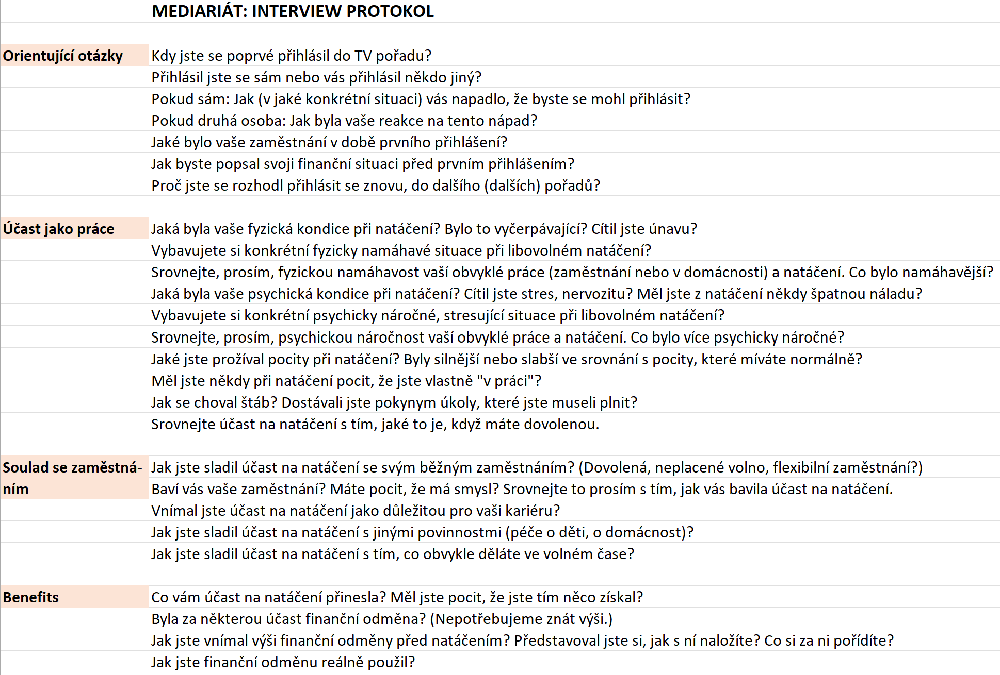 MEDIARIÁT: INTERVIEW PROTOKOL
Orientující otázky
Kdy jste se poprvé přihlásil do TV pořadu?
Přihlásil jste se sám nebo vás přihlásil někdo jiný?
Pokud sám: Jak (v jaké konkrétní situaci) vás napadlo, že byste se mohl přihlásit?
Pokud druhá osoba: Jak byla vaše reakce na tento nápad?
Jaké bylo vaše zaměstnání v době prvního přihlášení?
Jak byste popsal svoji finanční situaci před prvním přihlášením?
Proč jste se rozhodl přihlásit se znovu, do dalšího (dalších) pořadů?
Účast jako práce
Jaká byla vaše fyzická kondice při natáčení? Bylo to vyčerpávající? Cítil jste únavu?
Vybavujete si konkrétní fyzicky namáhavé situace při libovolném natáčení?
Srovnejte, prosím, fyzickou namáhavost vaší obvyklé práce (zaměstnání nebo v domácnosti) a natáčení. Co bylo namáhavější?
Jaká byla vaše psychická kondice při natáčení? Cítil jste stres, nervozitu? Měl jste z natáčení někdy špatnou náladu?
Vybavujete si konkrétní psychicky náročné, stresující situace při libovolném natáčení?
Srovnejte, prosím, psychickou náročnost vaší obvyklé práce a natáčení. Co bylo více psychicky náročné?
Jaké jste prožíval pocity při natáčení? Byly silnější nebo slabší ve srovnání s pocity, které míváte normálně?
Měl jste někdy při natáčení pocit, že jste vlastně "v práci"?
Jak se choval štáb? Dostávali jste pokynym úkoly, které jste museli plnit?
Srovnejte účast na natáčení s tím, jaké to je, když máte dovolenou.
Soulad se zaměstná-
ním
Jak jste sladil účast na natáčení se svým běžným zaměstnáním? (Dovolená, neplacené volno, flexibilní zaměstnání?)
Baví vás vaše zaměstnání? Máte pocit, že má smysl? Srovnejte to prosím s tím, jak vás bavila účast na natáčení.
Vnímal jste účast na natáčení jako důležitou pro vaši kariéru?
Jak jste sladil účast na natáčení s jinými povinnostmi (péče o děti, o domácnost)?
Jak jste sladil účast na natáčení s tím, co obvykle děláte ve volném čase?
Benefits
Co vám účast na natáčení přinesla? Měl jste pocit, že jste tím něco získal?
Byla za některou účast finanční odměna? (Nepotřebujeme znát výši.)
Jak jste vnímal výši finanční odměny před natáčením? Představoval jste si, jak s ní naložíte? Co si za ni pořídíte?
Jak jste finanční odměnu reálně použil?